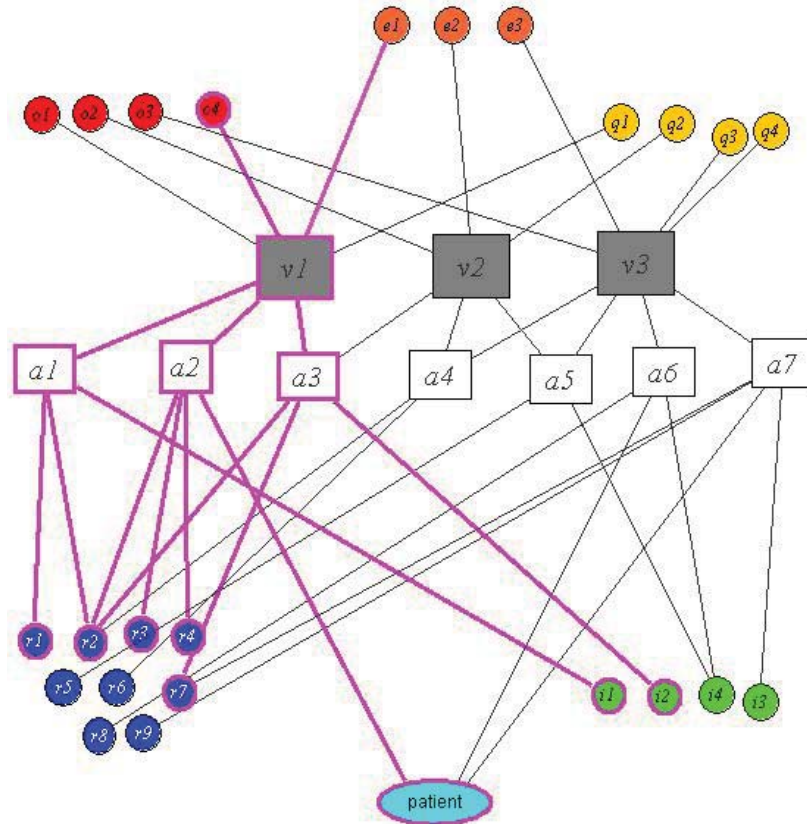 e1 e2 e3
o1 o2 o3 o4
q1 q2 q3 q4
v1 v2 v3
a1 a2 a3 a4 a5 a6 a7
r1 r2 r3 r4
r5 r6 r7 i1 i2 i4 i3
r8 r9
patient